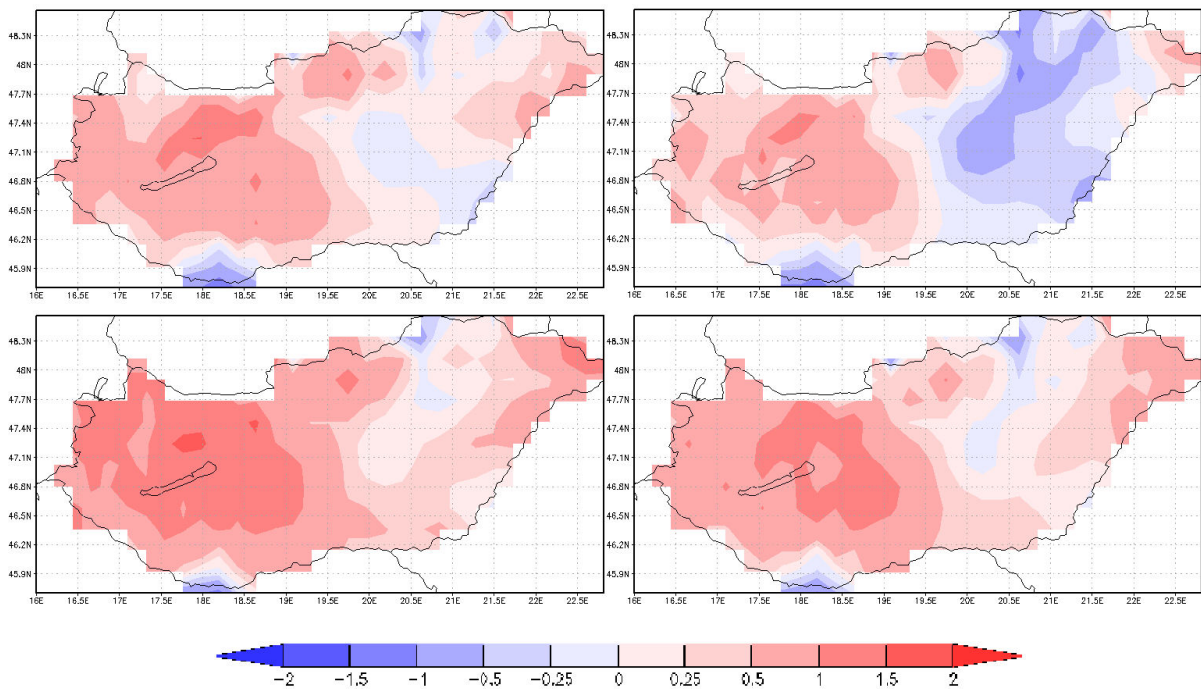 48.3N
48N
47.7N
47.4N
47.1N
46.8N
46.5N
46.2N
45.9N
16E 16.5E 17E 17.5E 18E 18.5E 19E 19.5E 20E 20.5E 21E 21.5E 22E 22.5E
48.3N
48N
47.7N
47.4N
47.1N
46.8N
46.5N
46.2N
45.9N
16E 16.5E 17E 17.5E 18E 18.5E 19E 19.5E 20E 20.5E 21E 21.5E 22E 22.5E
48.3N
48N
47.7N
47.4N
47.1N
46.8N
46.5N
46.2N
45.9N
16E 16.5E 17E 17.5E 18E 18.5E 19E 19.5E 20E 20.5E 21E 21.5E 22E 22.5E
48.3N
48N
47.7N
47.4N
47.1N
46.8N
46.5N
46.2N
45.9N
16E 16.5E 17E 17.5E 18E 18.5E 19E 19.5E 20E 20.5E 21E 21.5E 22E 22.5E
-2 -1.5 -1 -0.5 -0.25 0 0.25 0.5 1 1.5 2